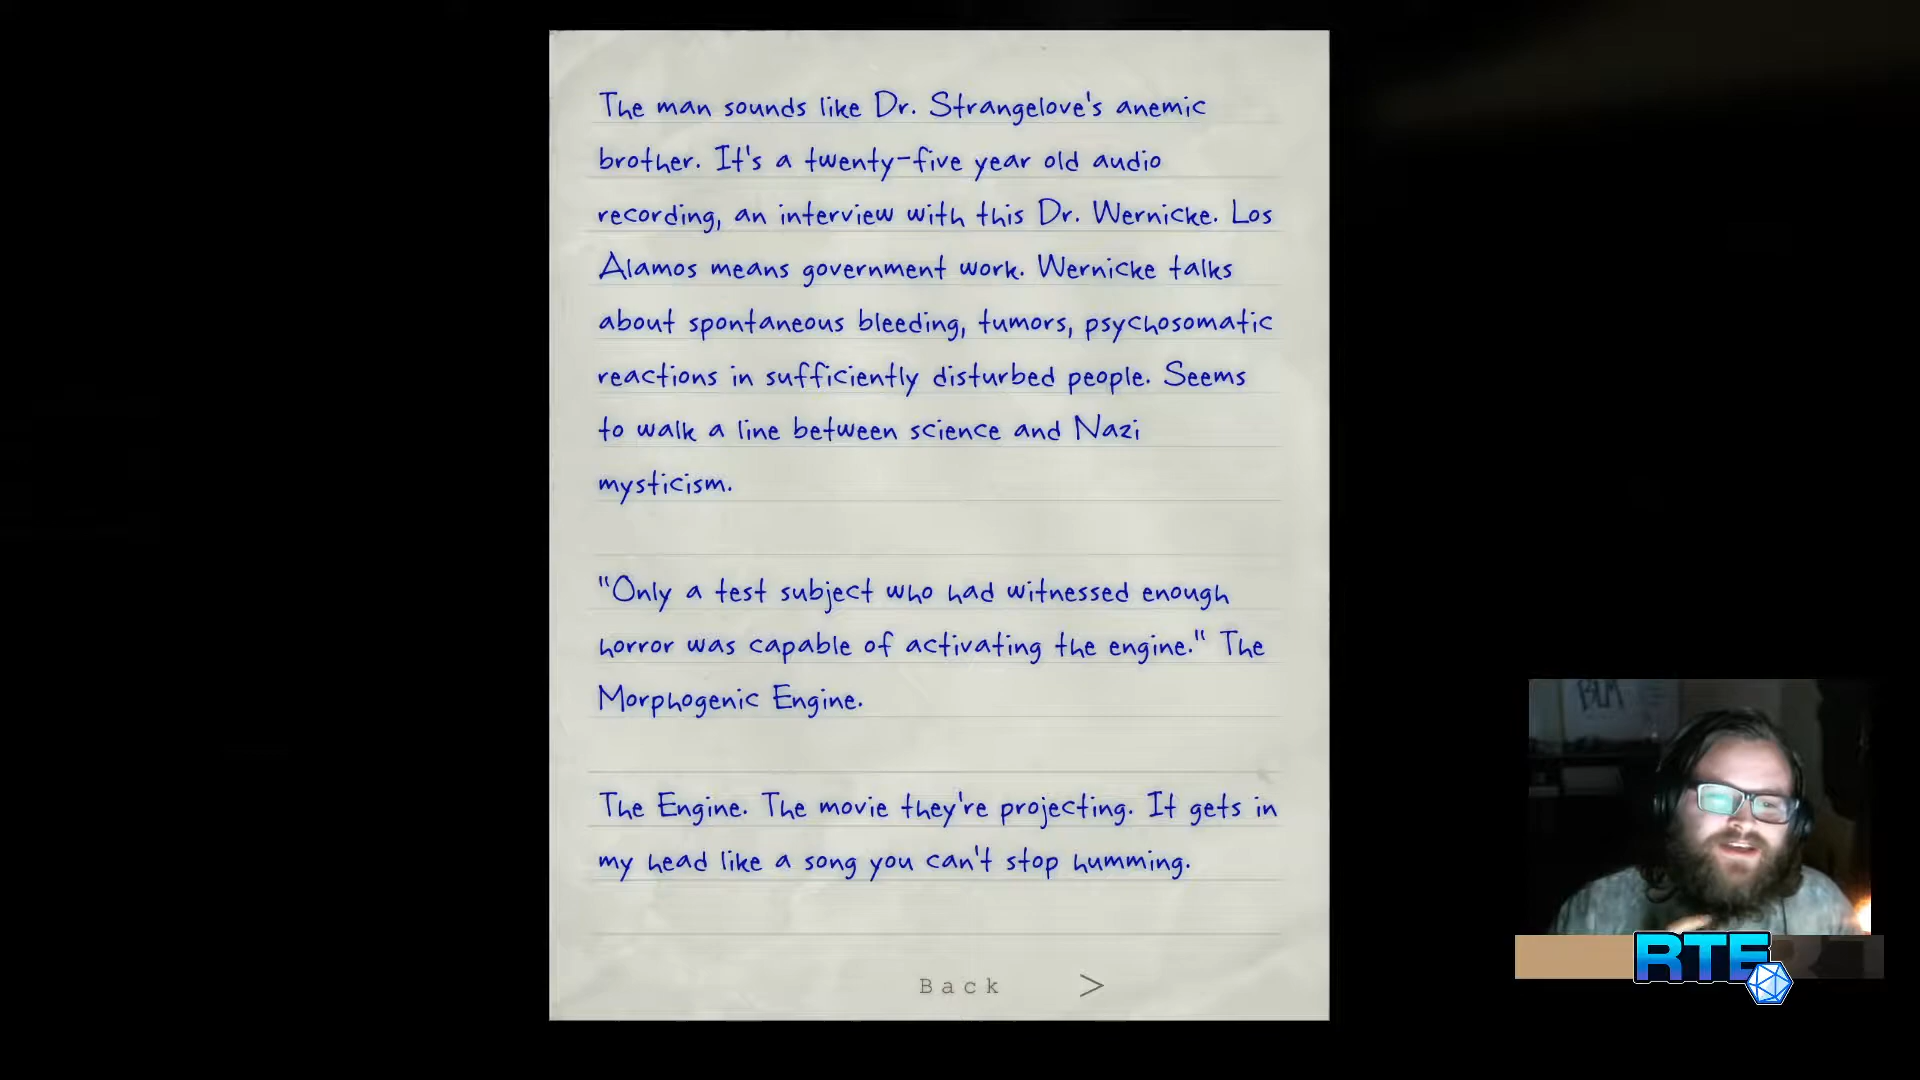 The man sounds like Dr. Strangelove's anemic
brother. It's a twenty-five year old audio
recording, an interview with this Dr. Wernicke. Los
Alamos means government work. Wernicke talks
about spontaneous bleeding, tumors, psychosomatic
reactions in sufficiently disturbed people. Seems
to walk a line between science and Nazi
mysticism.
"Only a test subject who had witnessed enough
horror was capable of activating the engine." The
Morphogenic Engine.
The Engine. The movie they're projecting. It gets in
my head like a song you can't stop humming.
Back >
BLM
RTE